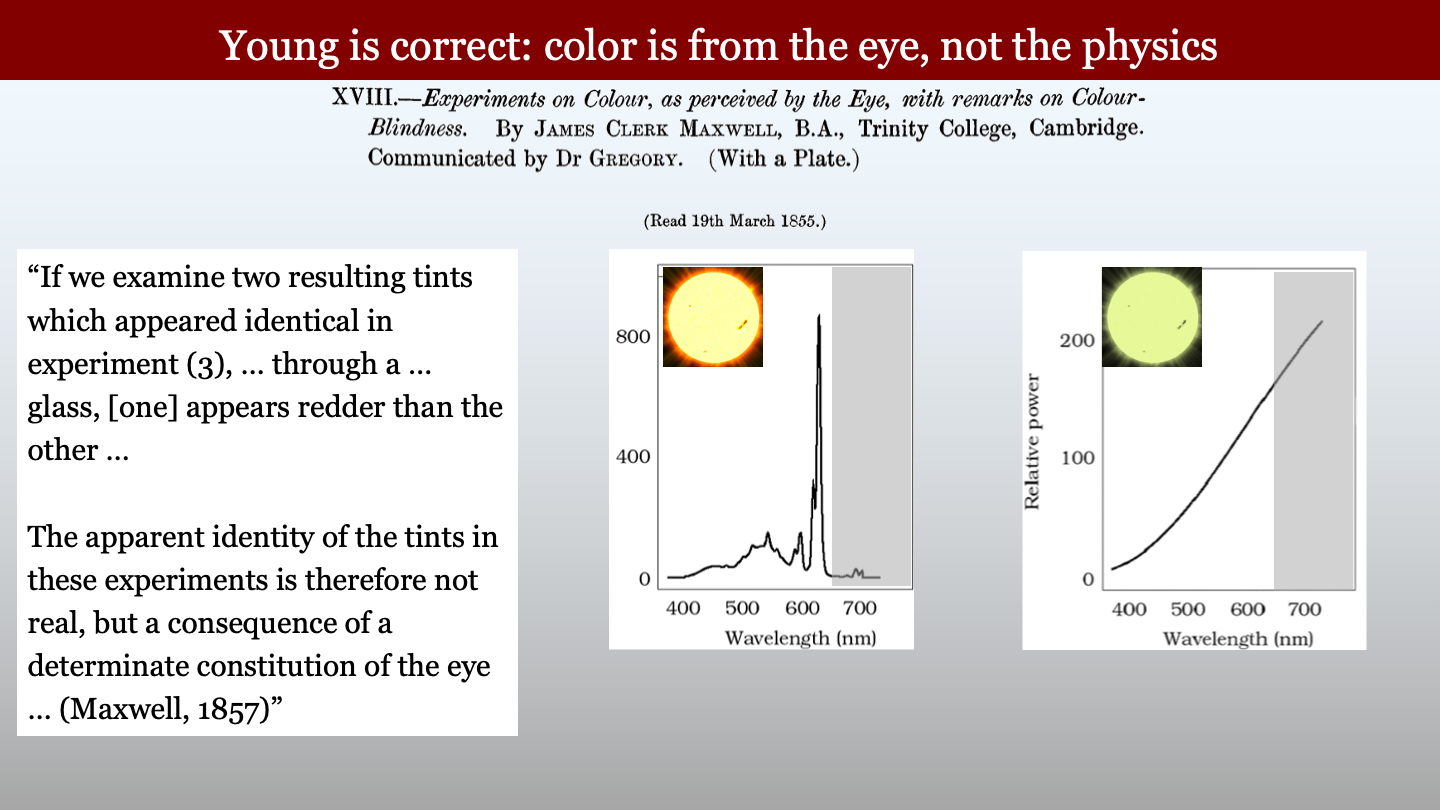 Young is correct: color is from the eye, not the physics
XVIII.—Experiments on Colour, as perceived by the Eye, with remarks on Colour-
Blindness. By JAMES CLERK MAXWELL, B.A., Trinity College, Cambridge.
Communicated by Dr GREGORY. (With a Plate.)
(Read 19th March 1855.)
“If we examine two resulting tints
which appeared identical in
experiment (3), … through a …
glass, [one] appears redder than the
other …
The apparent identity of the tints in
these experiments is therefore not
real, but a consequence of a
determinate constitution of the eye
… (Maxwell, 1857)”
800
400
0
400 500 600 700
Wavelength (nm)
Relative power
200
100
0
400 500 600 700
Wavelength (nm)